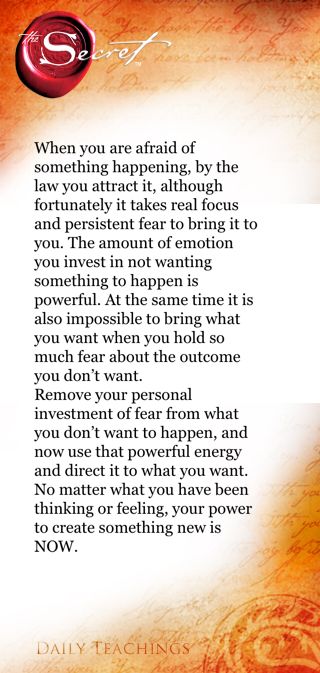 the Secret™
When you are afraid of
something happening, by the
law you attract it, although
fortunately it takes real focus
and persistent fear to bring it to
you. The amount of emotion
you invest in not wanting
something to happen is
powerful. At the same time it is
also impossible to bring what
you want when you hold so
much fear about the outcome
you don’t want.
Remove your personal
investment of fear from what
you don’t want to happen, and
now use that powerful energy
and direct it to what you want.
No matter what you have been
thinking or feeling, your power
to create something new is
NOW.
DAILY TEACHINGS